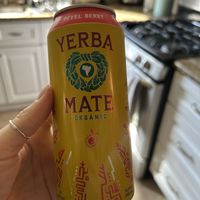 REVEL BERRY
YERBA
MATE
ORGANIC